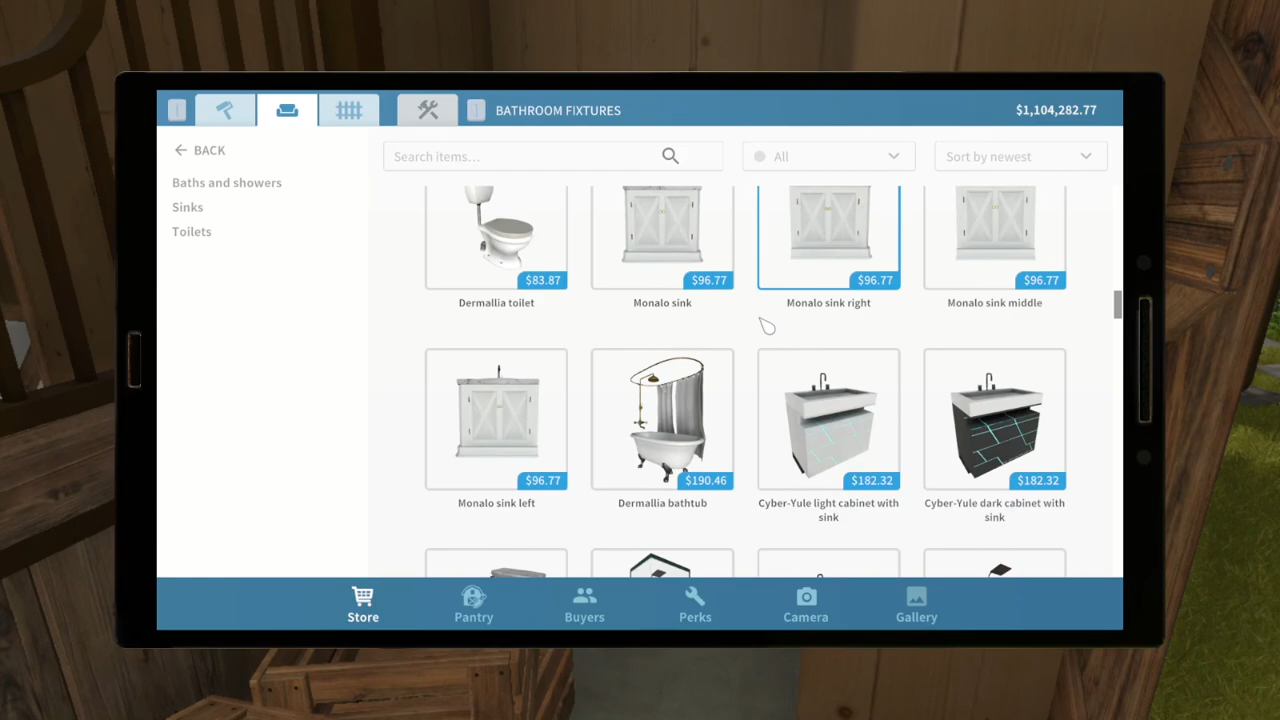 BATHROOM FIXTURES
$1,104,282.77
BACK
Baths and showers
Sinks
Toilets
Search items...
All
Sort by newest
$83.87
$96.77
$96.77
$96.77
Dermallia toilet
Monalo sink
Monalo sink right
Monalo sink middle
$96.77
$190.46
$182.32
$182.32
Monalo sink left
Dermallia bathtub
Cyber-Yule light cabinet with
sink
Cyber-Yule dark cabinet with
sink
Store
Pantry
Buyers
Perks
Camera
Gallery